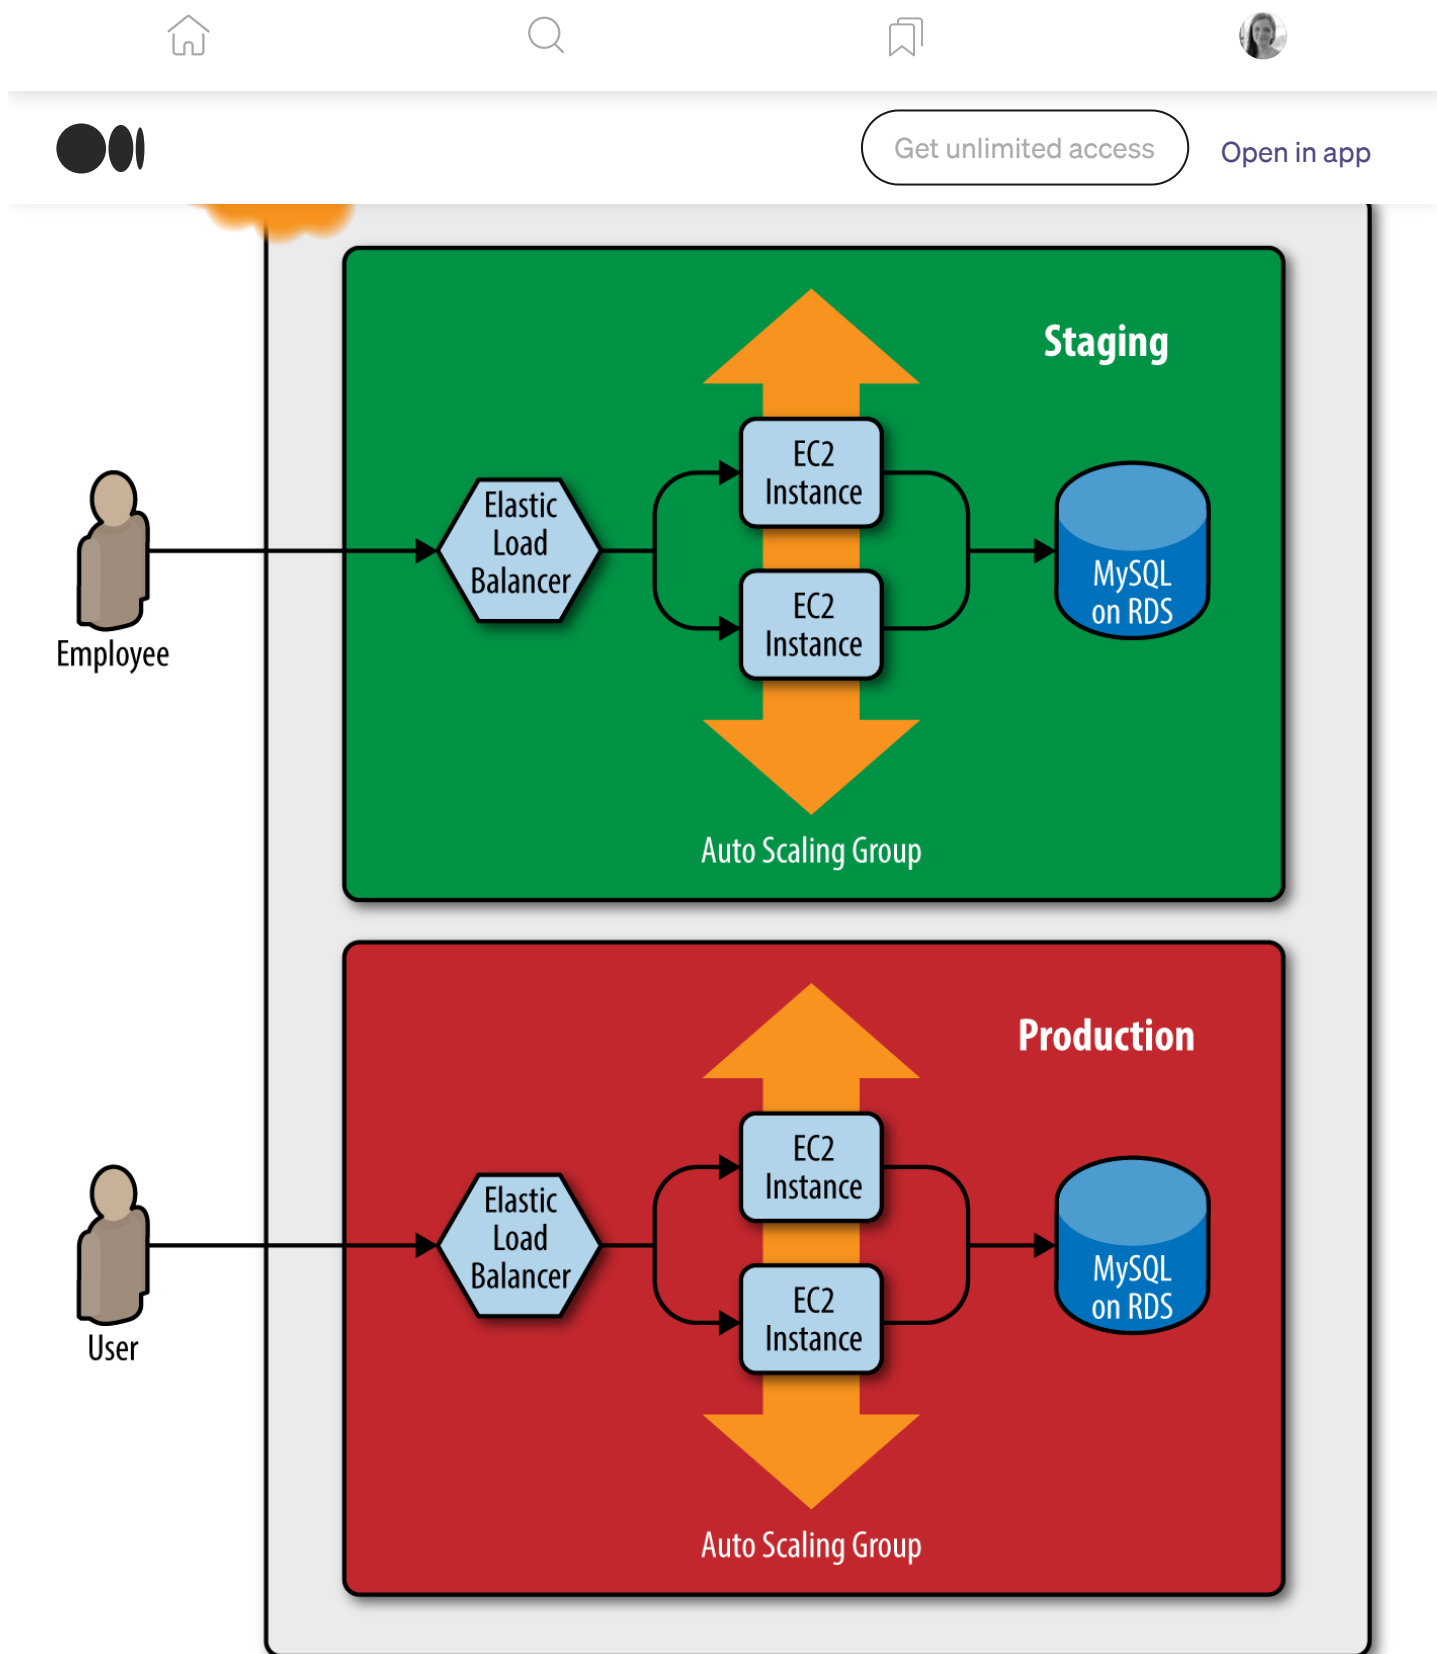 Get unlimited access
Open in app
Staging
EC2
Instance
Elastic
Load
Balancer
EC2
Instance
MySQL
on RDS
Employee
Auto Scaling Group
Production
EC2
Instance
Elastic
Load
Balancer
EC2
Instance
MySQL
on RDS
User
Auto Scaling Group